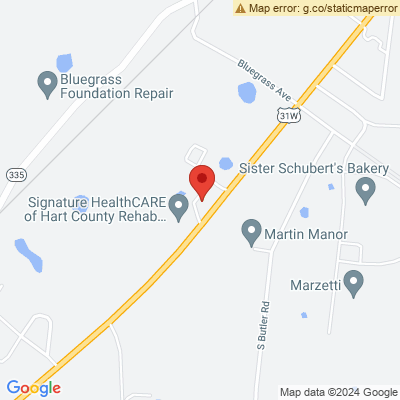 Map error: g.co/staticmaperror
Bluegrass
Foundation Repair
Bluegrass Ave
31W
335
Sister Schubert's Bakery
Signature HealthCARE
of Hart County Rehab...
Martin Manor
Marzetti
S Butler Rd
Google
Map data ©2024 Google